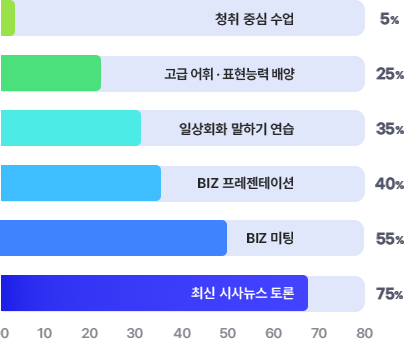 청취 중심 수업 5%
고급 어휘·표현능력 배양 25%
일상회화 말하기 연습 35%
BIZ 프레젠테이션 40%
BIZ 미팅 55%
최신 시사뉴스 토론 75%
0 10 20 30 40 50 60 70 80